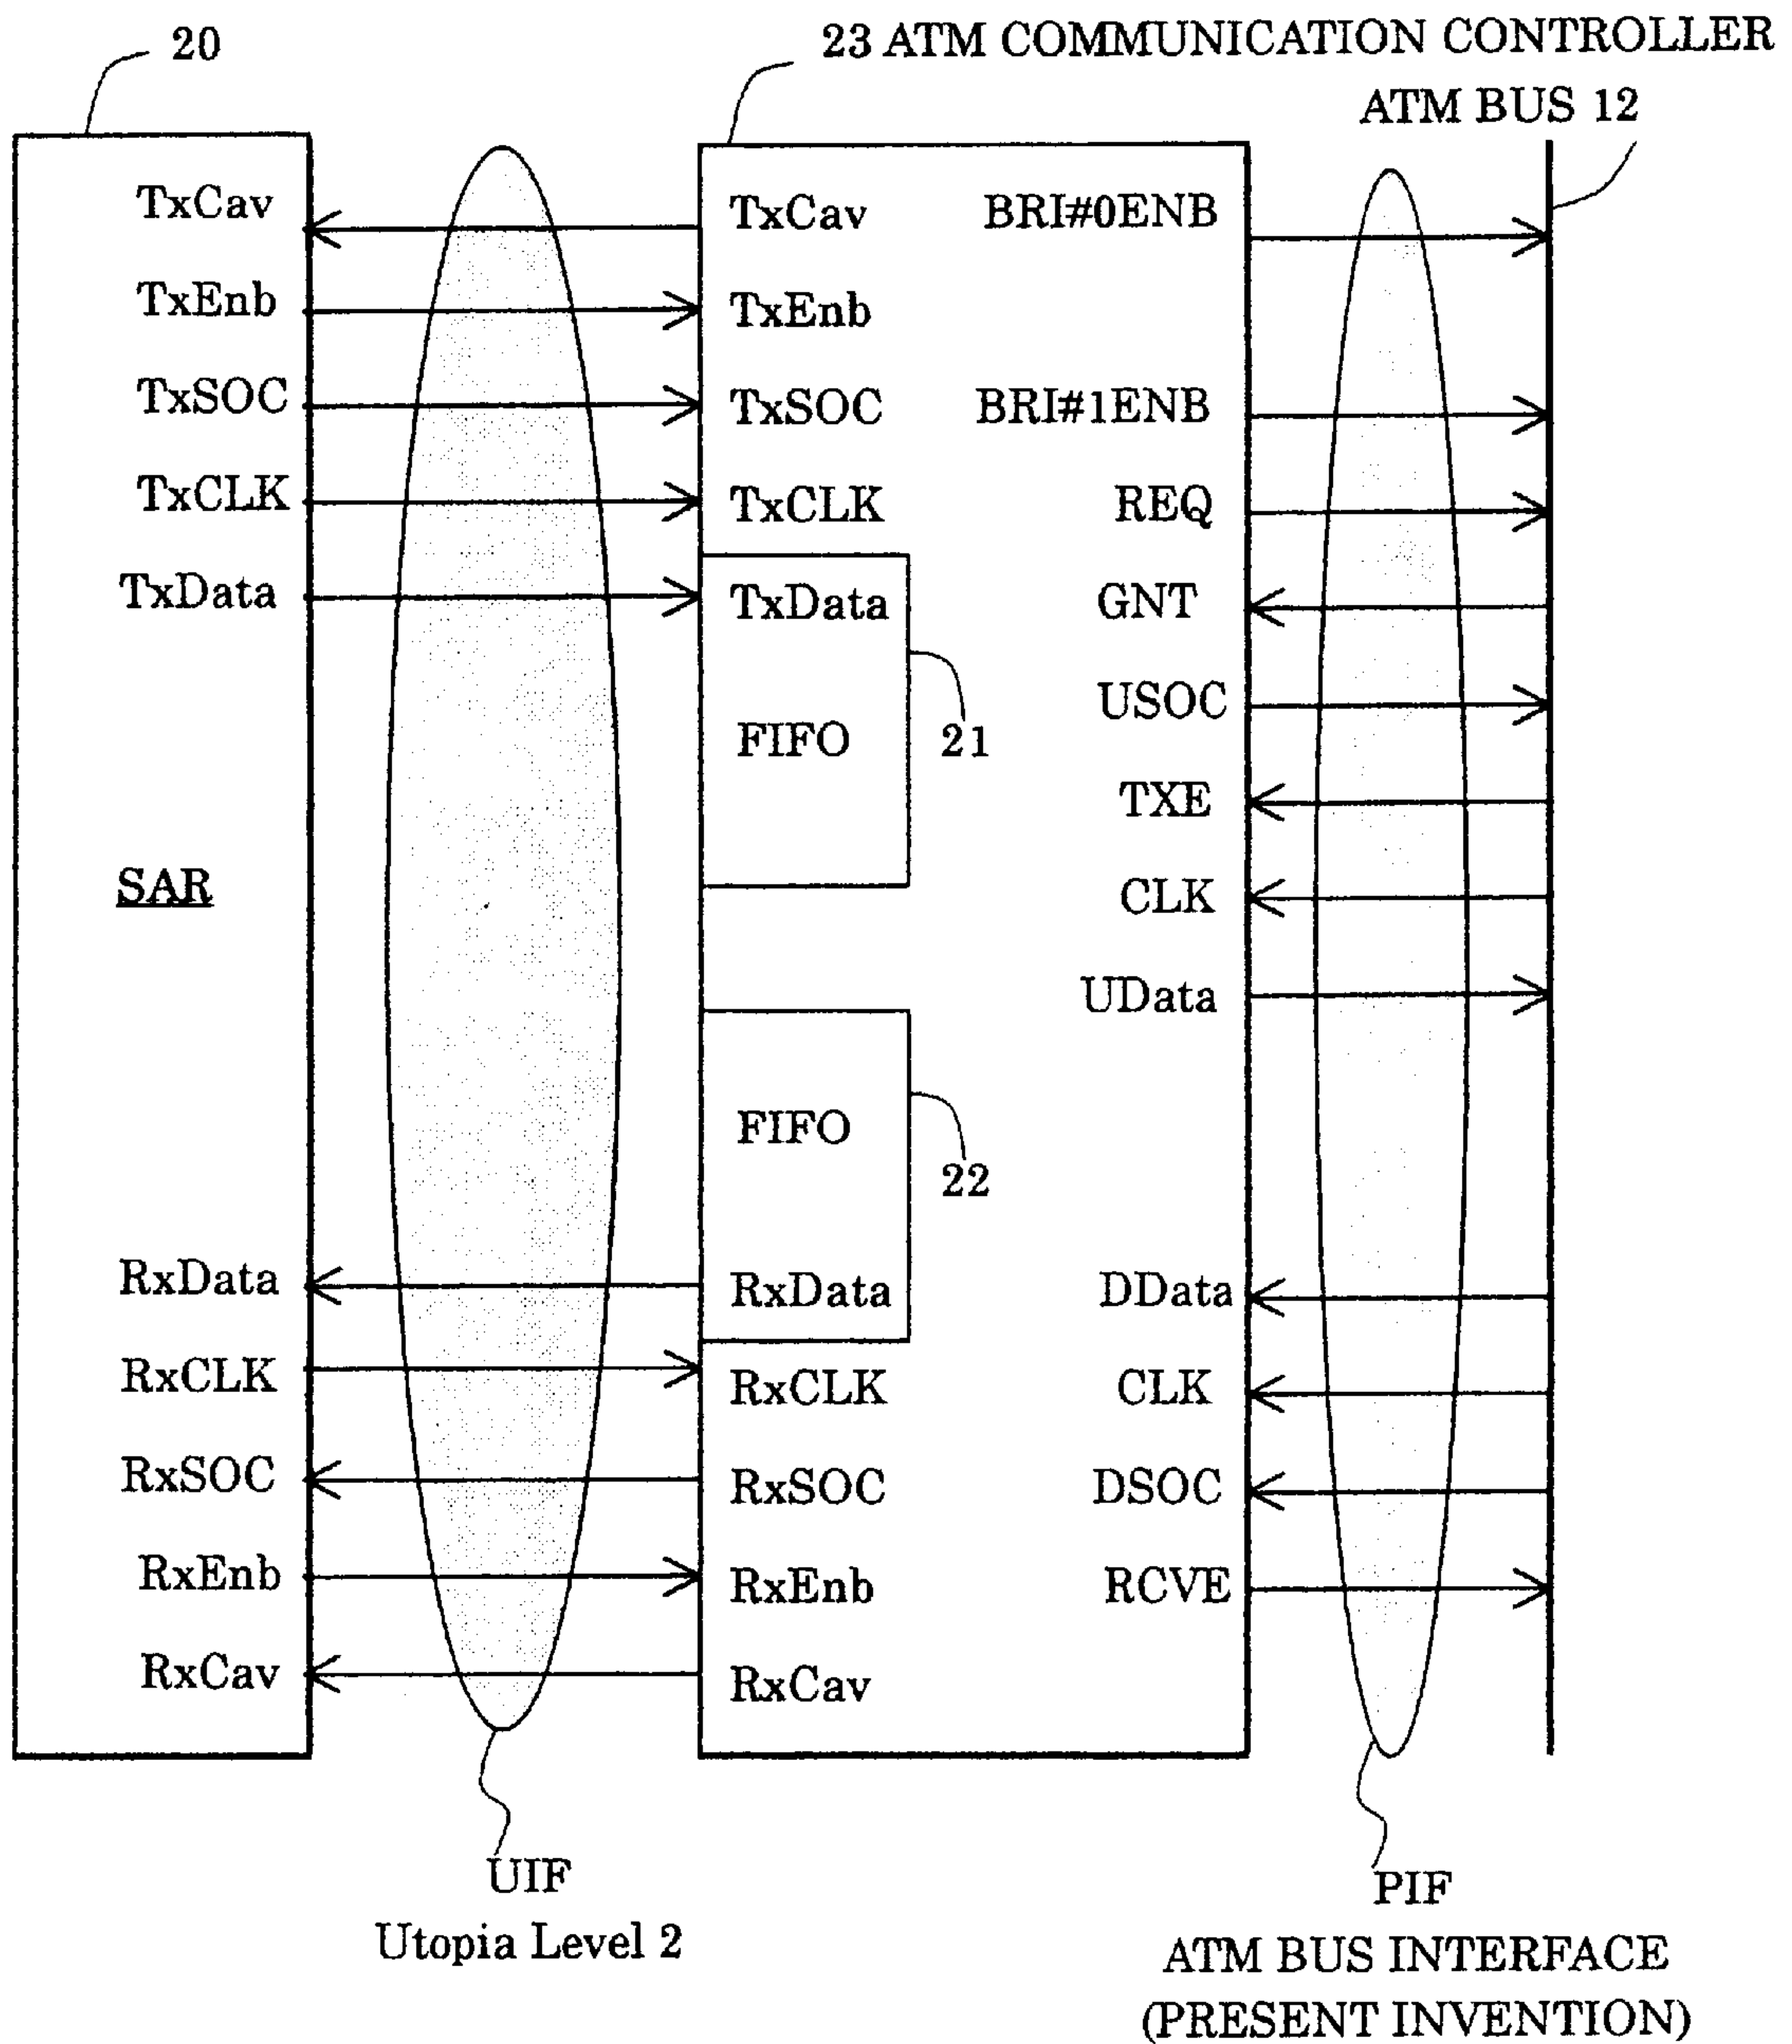 20
23 ATM COMMUNICATION CONTROLLER
ATM BUS 12
TxCav
TxCav
BRI#0ENB
TxEnb
TxEnb
TxSOC
TxSOC
BRI#1ENB
TxCLK
TxCLK
REQ
TxData
TxData
GNT
USOC
FIFO
21
TXE
SAR
CLK
UData
FIFO
22
RxData
RxData
DData
RxCLK
RxCLK
CLK
RxSOC
RxSOC
DSOC
RxEnb
RxEnb
RCVE
RxCav
RxCav
UIF
Utopia Level 2
PIF
ATM BUS INTERFACE
(PRESENT INVENTION)